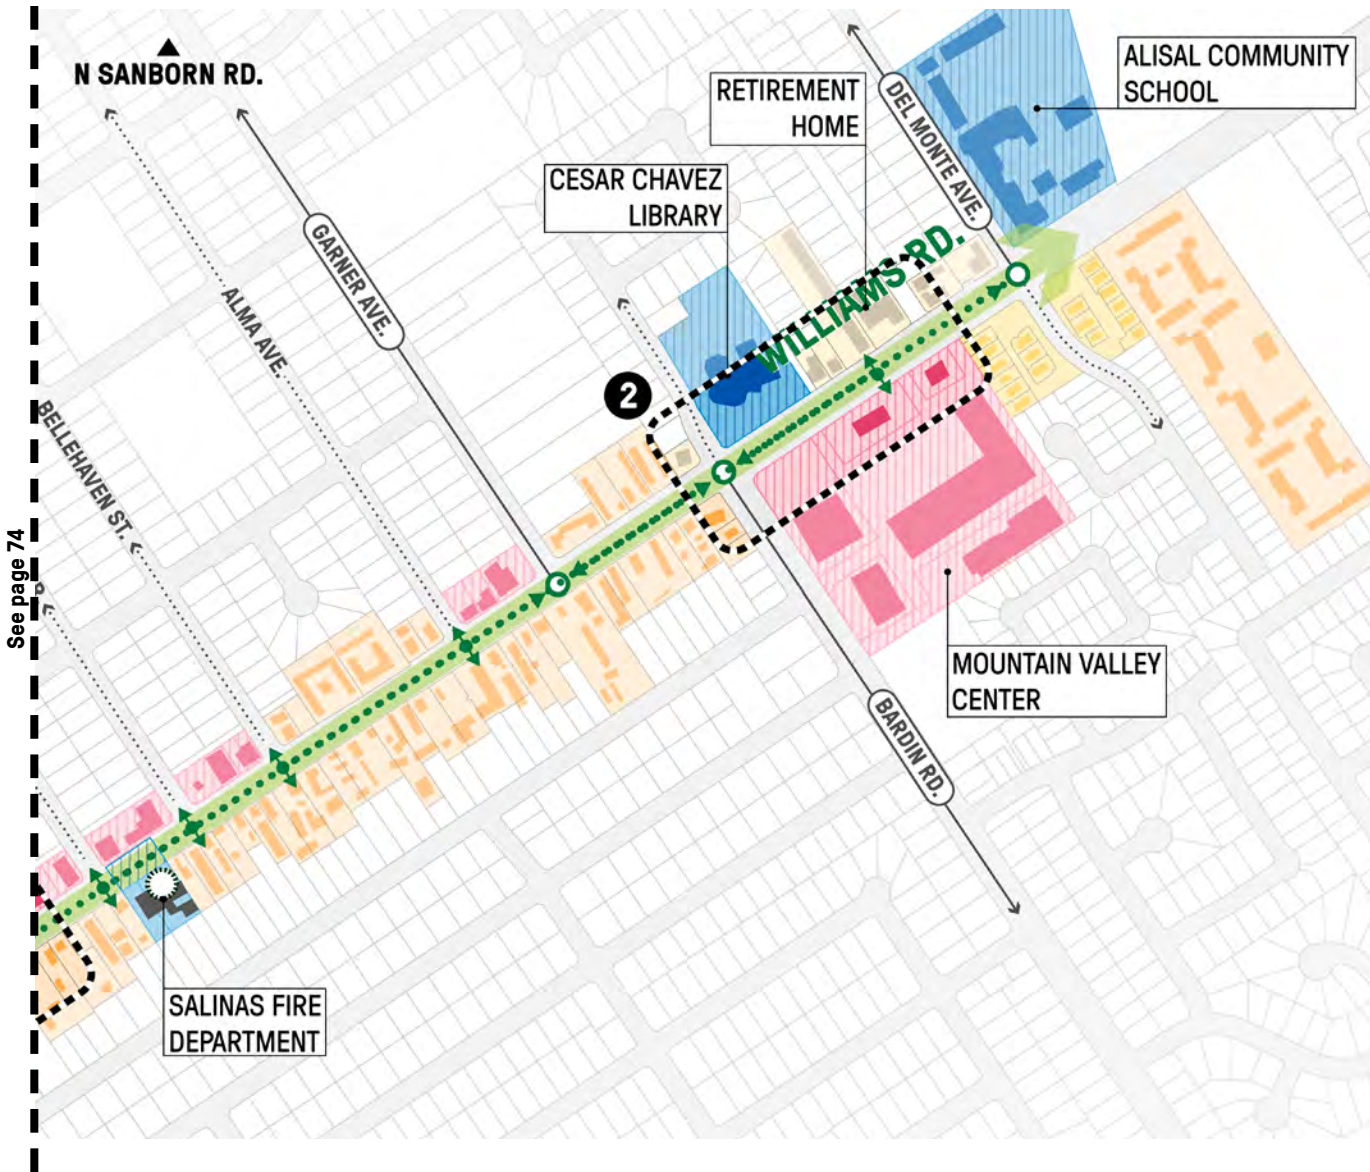 N SANBORN RD.
ALISAL COMMUNITY
SCHOOL
RETIREMENT
HOME
DEL MONTE AVE.
CESAR CHAVEZ
LIBRARY
WILLIAMS RD.
GARNER AVE.
ALMA AVE.
BELLEHAVEN ST.
2
See page 74
MOUNTAIN VALLEY
CENTER
BARDIN RD.
SALINAS FIRE
DEPARTMENT